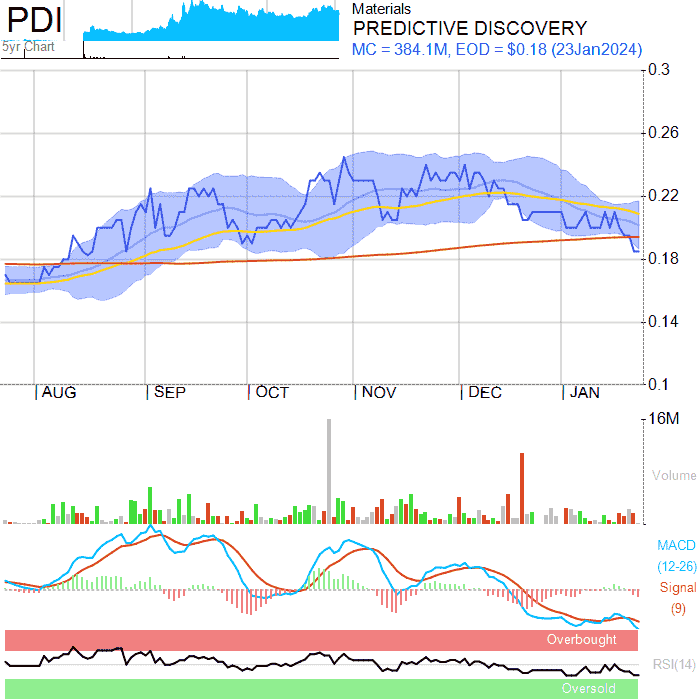 PDI
5yr Chart
Materials
PREDICTIVE DISCOVERY
MC = 384.1M, EOD = $0.18 (23Jan2024)
0.3
0.26
0.22
0.18
0.14
0.1
AUG SEP OCT NOV DEC JAN
16M
Volume
MACD
(12-26)
Signal
(9)
Overbought
RSI(14)
Oversold